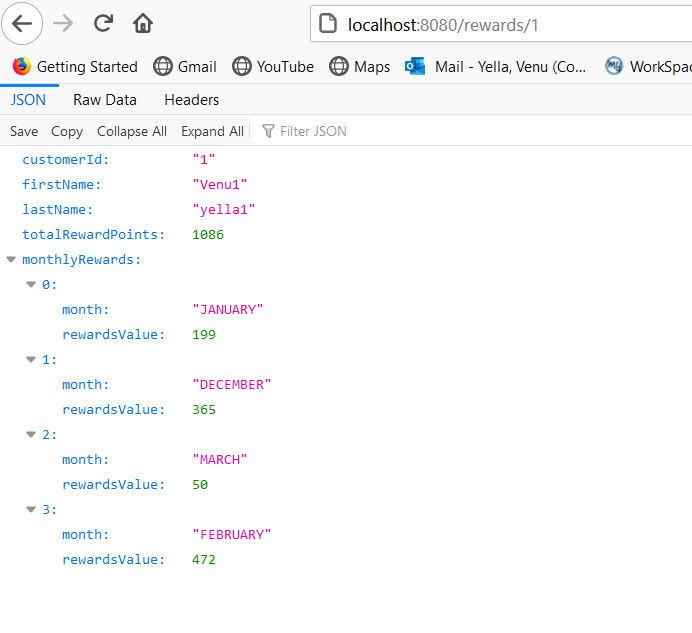 localhost:8080/rewards/1
Getting Started Gmail YouTube Maps Mail - Yella, Venu (Co... WorkSpac
JSON Raw Data Headers
Save Copy Collapse All Expand All Filter JSON
customerId: "1"
firstName: "Venu1"
lastName: "yella1"
totalRewardPoints: 1086
monthlyRewards:
0:
month: "JANUARY"
rewardsValue: 199
1:
month: "DECEMBER"
rewardsValue: 365
2:
month: "MARCH"
rewardsValue: 50
3:
month: "FEBRUARY"
rewardsValue: 472